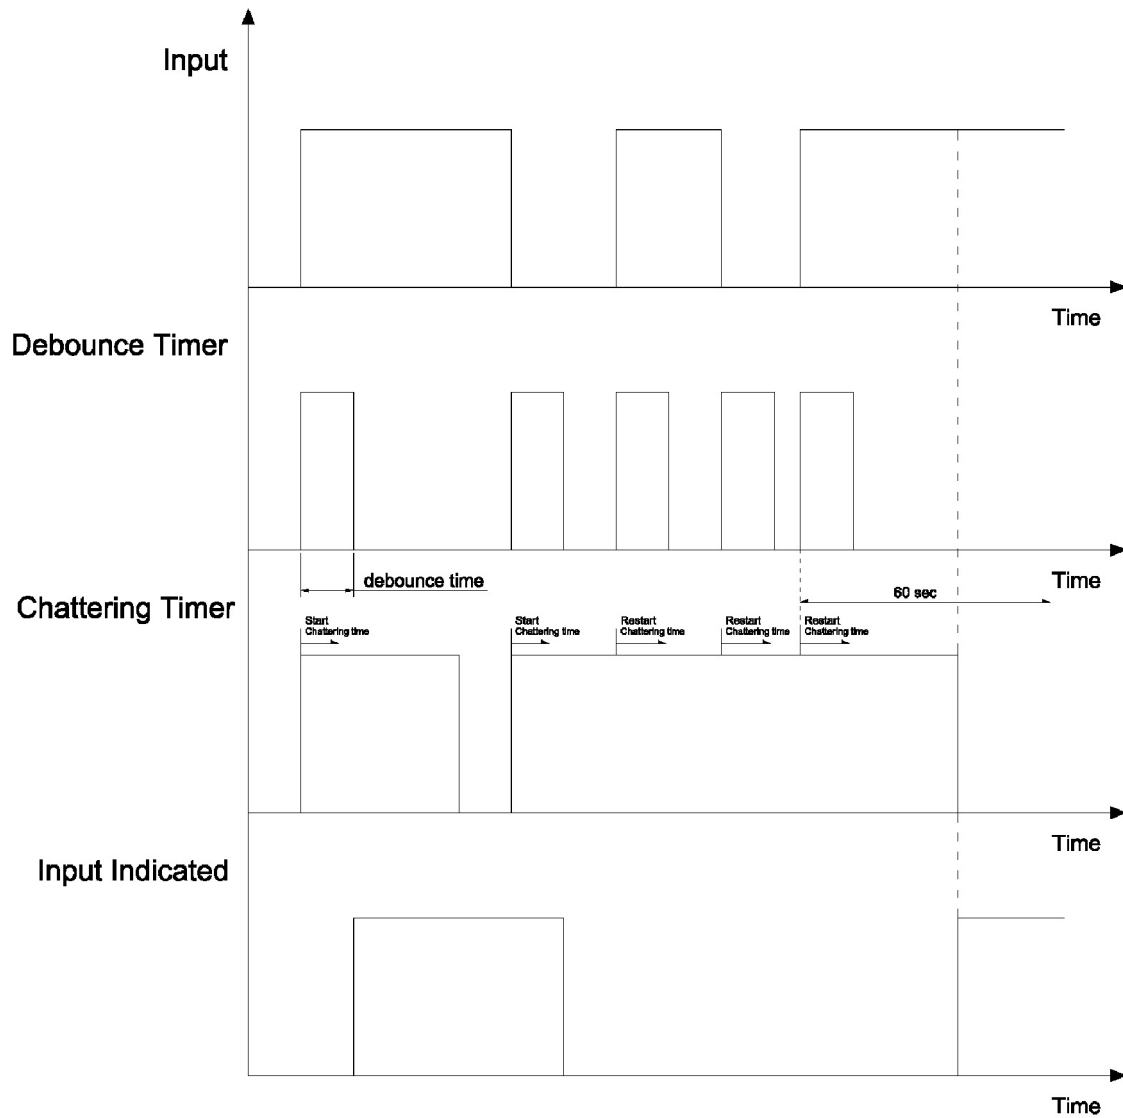 Input
Time
Debounce Timer
Time
debounce time
60 sec
Chattering Timer
Start
Chattering time
Start
Chattering time
Restart
Chattering time
Restart
Chattering time
Restart
Chattering time
Time
Input Indicated
Time